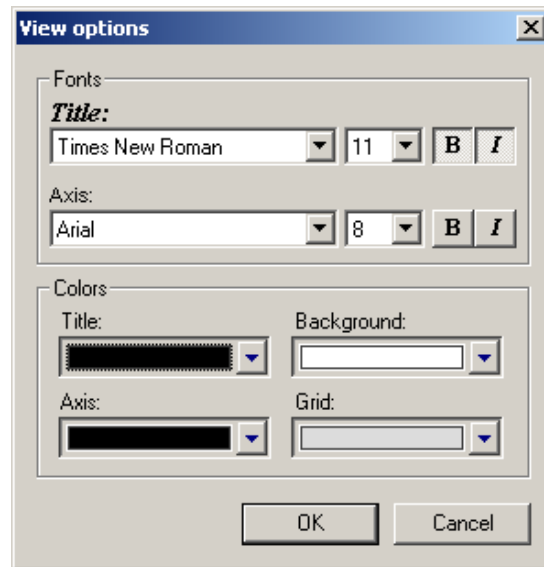 View options
Fonts
Title:
Times New Roman 11 B I
Axis:
Arial 8 B I
Colors
Title: Background:
Axis: Grid:
OK Cancel